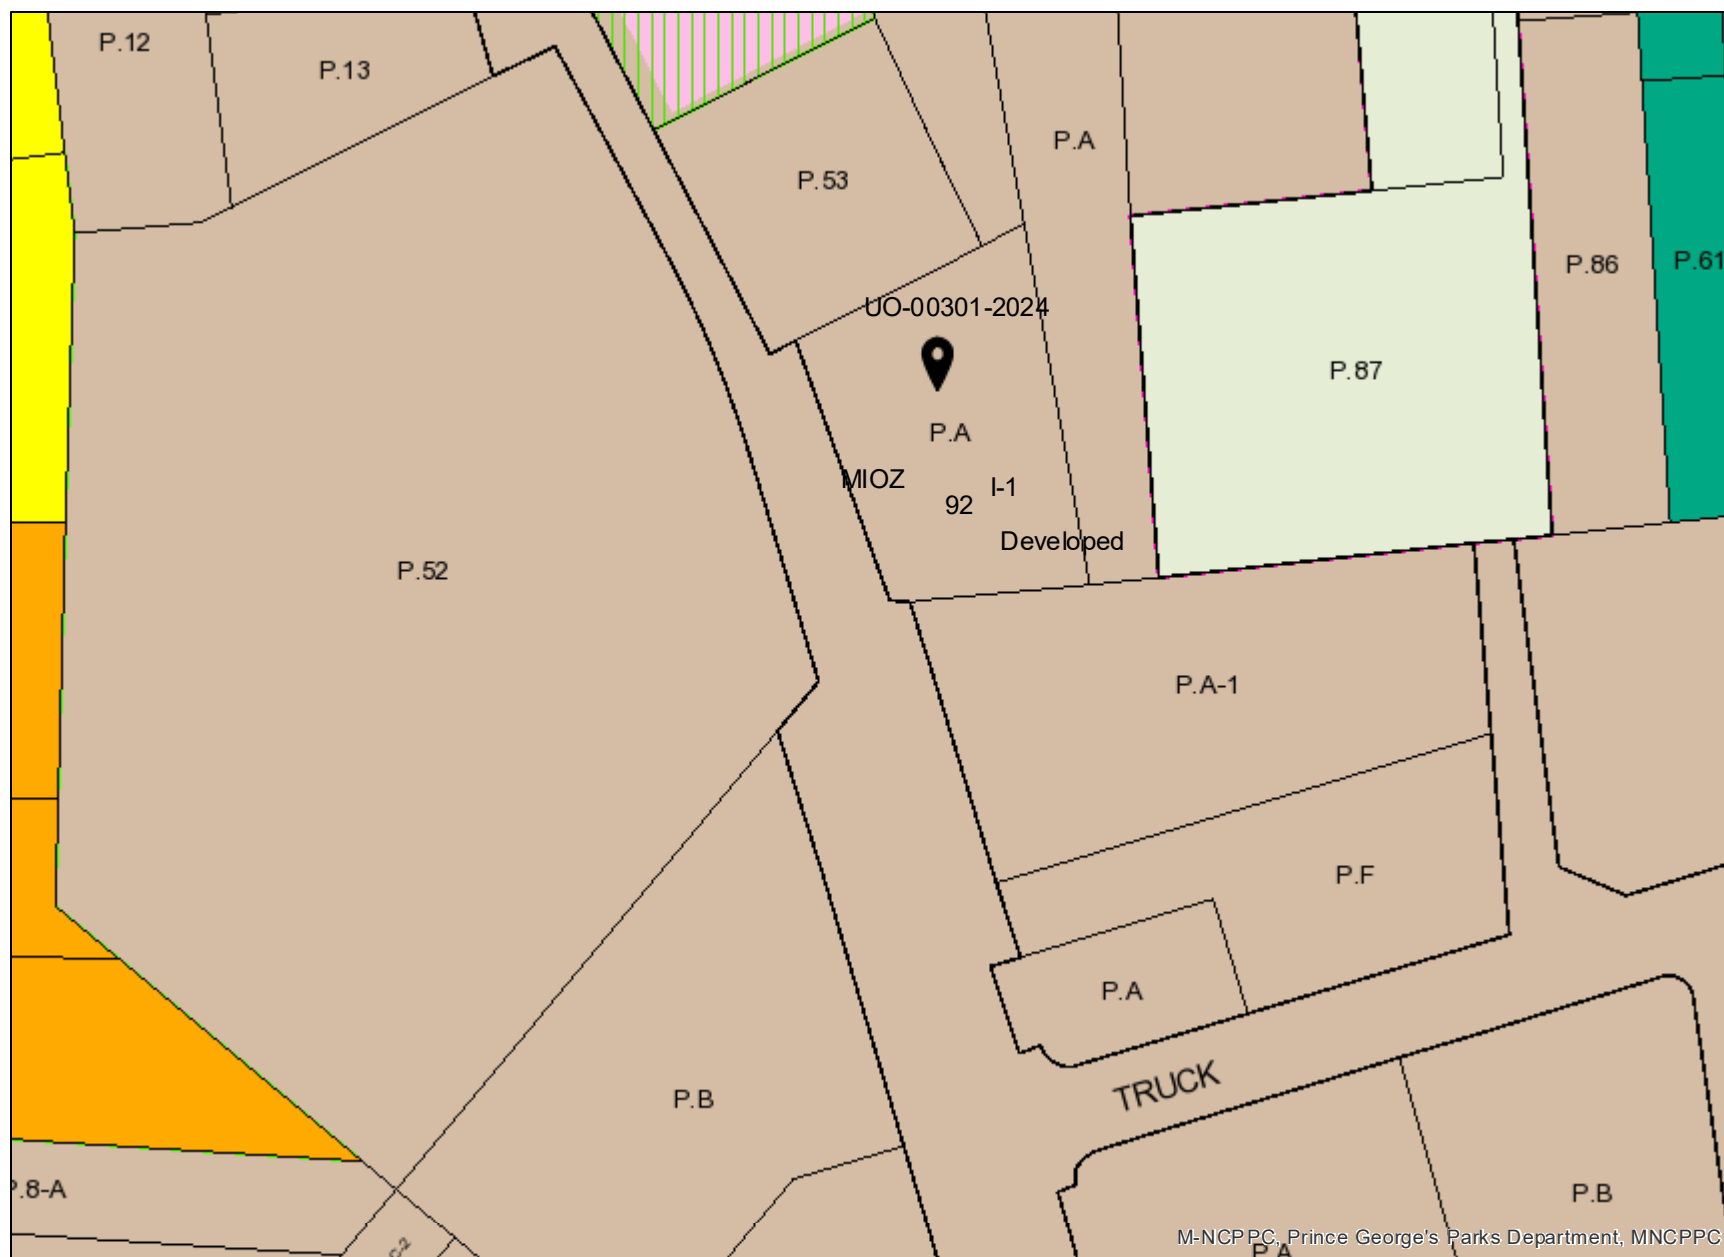 P.12
P.13
P.A
P.53
P.86
P.61
UO-00301-2024
P.87
P.A
MIOZ
I-1
92
Developed
P.52
P.A-1
P.F
P.A
TRUCK
P.B
P.8-A
P.B
C-2
P.A
M-NCPPC, Prince George's Parks Department, MNCPPC